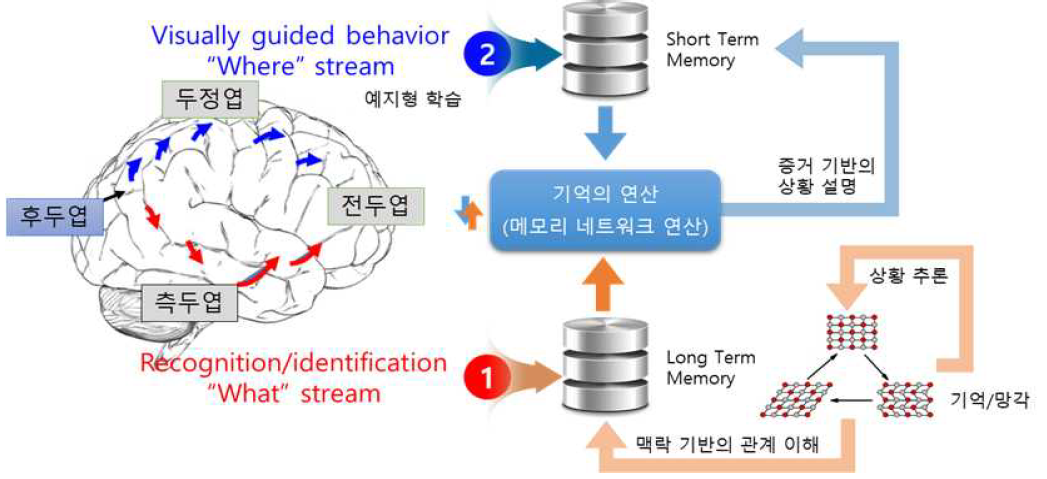 Visually guided behavior
“Where” stream
2
예지형 학습
Short Term
Memory
두정엽
후두엽
전두엽
측두엽
기억의 연산
(메모리 네트워크 연산)
증거 기반의
상황 설명
Recognition/identification
“What” stream
1
Long Term
Memory
상황 추론
기억/망각
맥락 기반의 관계 이해